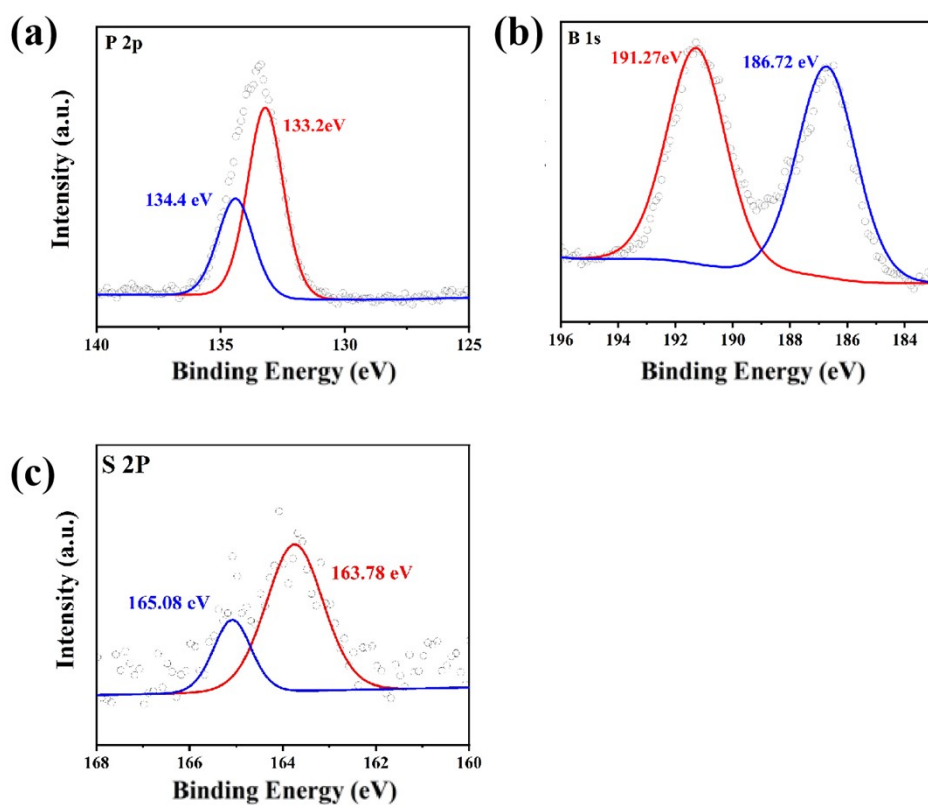 (a)
P 2p
133.2eV
134.4 eV
Intensity (a.u.)
140
135
130
125
Binding Energy (eV)
(b)
B 1s
191.27eV
186.72 eV
196
194
192
190
188
186
184
Binding Energy (eV)
(c)
S 2P
163.78 eV
165.08 eV
Intensity (a.u.)
168
166
164
162
160
Binding Energy (eV)